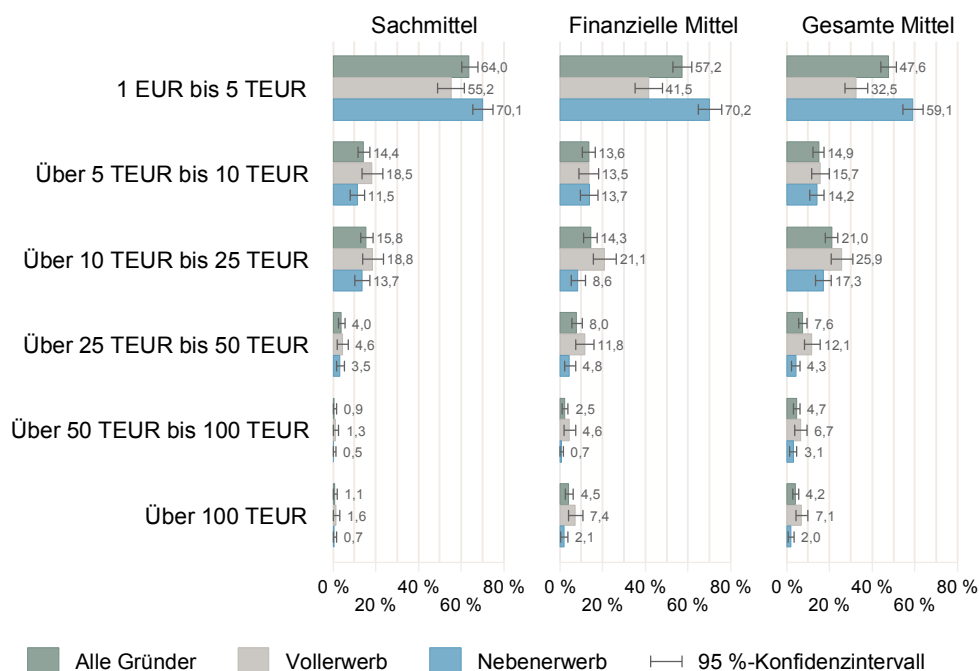 Sachmittel Finanzielle Mittel Gesamte Mittel
1 EUR bis 5 TEUR
64,0 57,2 47,6
55,2 41,5 32,5
70,1 70,2 59,1
Über 5 TEUR bis 10 TEUR
14,4 13,6 14,9
18,5 13,5 15,7
11,5 13,7 14,2
Über 10 TEUR bis 25 TEUR
15,8 14,3 21,0
18,8 21,1 25,9
13,7 8,6 17,3
Über 25 TEUR bis 50 TEUR
4,0 8,0 7,6
4,6 11,8 12,1
3,5 4,8 4,3
Über 50 TEUR bis 100 TEUR
0,9 2,5 4,7
1,3 4,6 6,7
0,5 0,7 3,1
Über 100 TEUR
1,1 4,5 4,2
1,6 7,4 7,1
0,7 2,1 2,0
0 % 40 % 80 % 0 % 40 % 80 % 0 % 40 % 80 %
20 % 60 % 20 % 60 % 20 % 60 %
Alle Gründer Vollerwerb Nebenerwerb 95 %-Konfidenzintervall